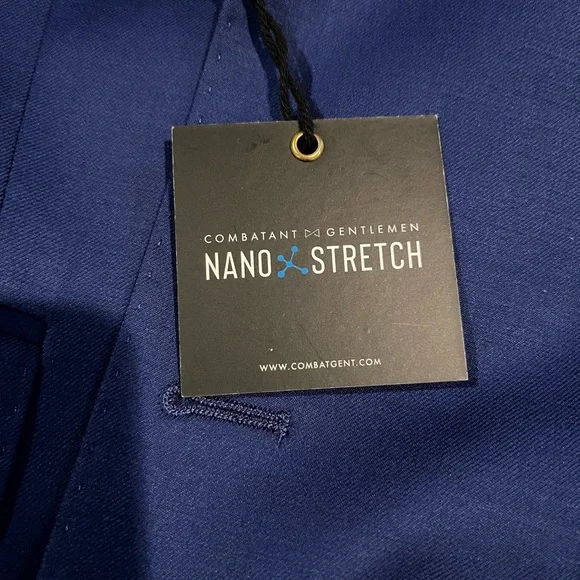 COMBATANT ⋈ GENTLEMEN
NANO STRETCH
WWW.COMBATGENT.COM